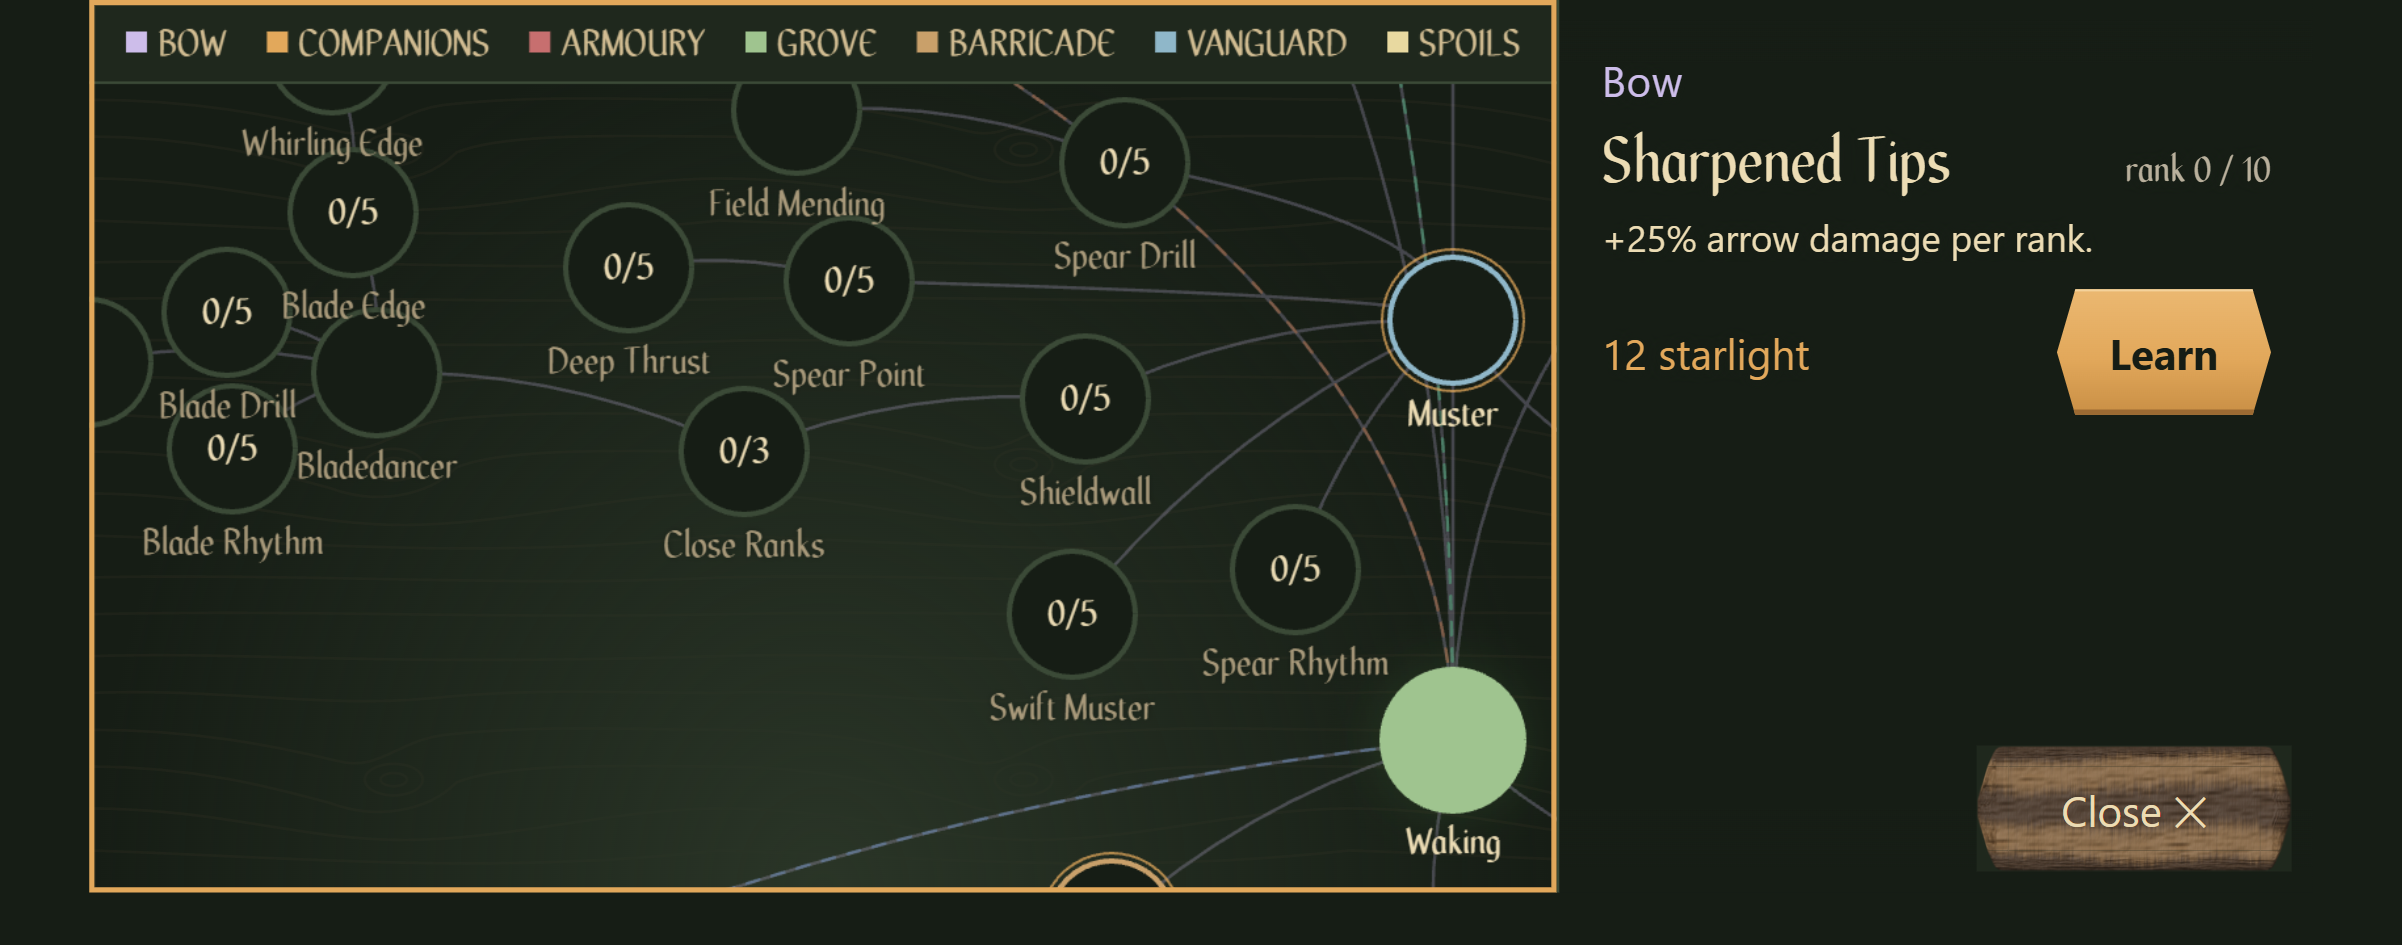 BOW COMPANIONS ARMOURY GROVE BARRICADE VANGUARD SPOILS
Whirling Edge
0/5
0/5
Blade Edge
Blade Drill
0/5
Bladedancer
Blade Rhythm
Field Mending
0/5
0/5
Deep Thrust
Spear Point
0/3
Close Ranks
0/5
Spear Drill
0/5
Shieldwall
0/5
Swift Muster
0/5
Spear Rhythm
Muster
Waking
Bow
Sharpened Tips rank 0 / 10
+25% arrow damage per rank.
12 starlight Learn
Close ×